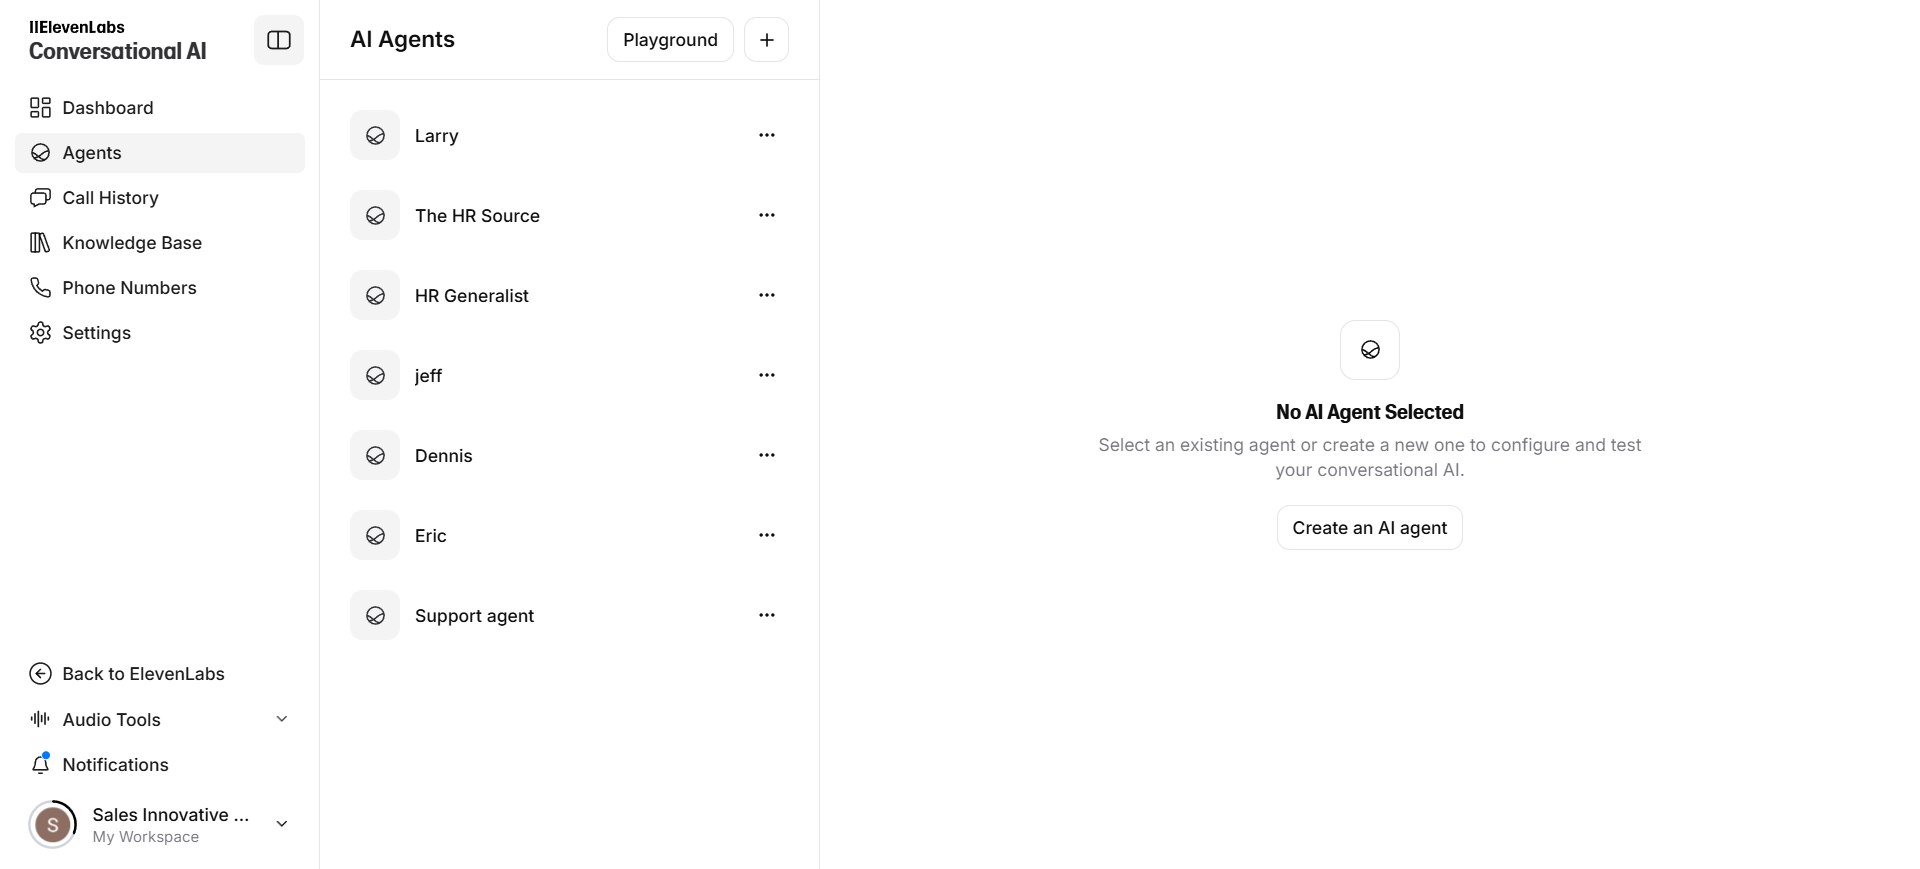 IIElevenLabs
Conversational AI
Dashboard
Agents
Call History
Knowledge Base
Phone Numbers
Settings
Back to ElevenLabs
Audio Tools
Notifications
S
Sales Innovative ...
My Workspace
AI Agents
Playground
Larry
The HR Source
HR Generalist
jeff
Dennis
Eric
Support agent
No AI Agent Selected
Select an existing agent or create a new one to configure and test
your conversational AI.
Create an AI agent